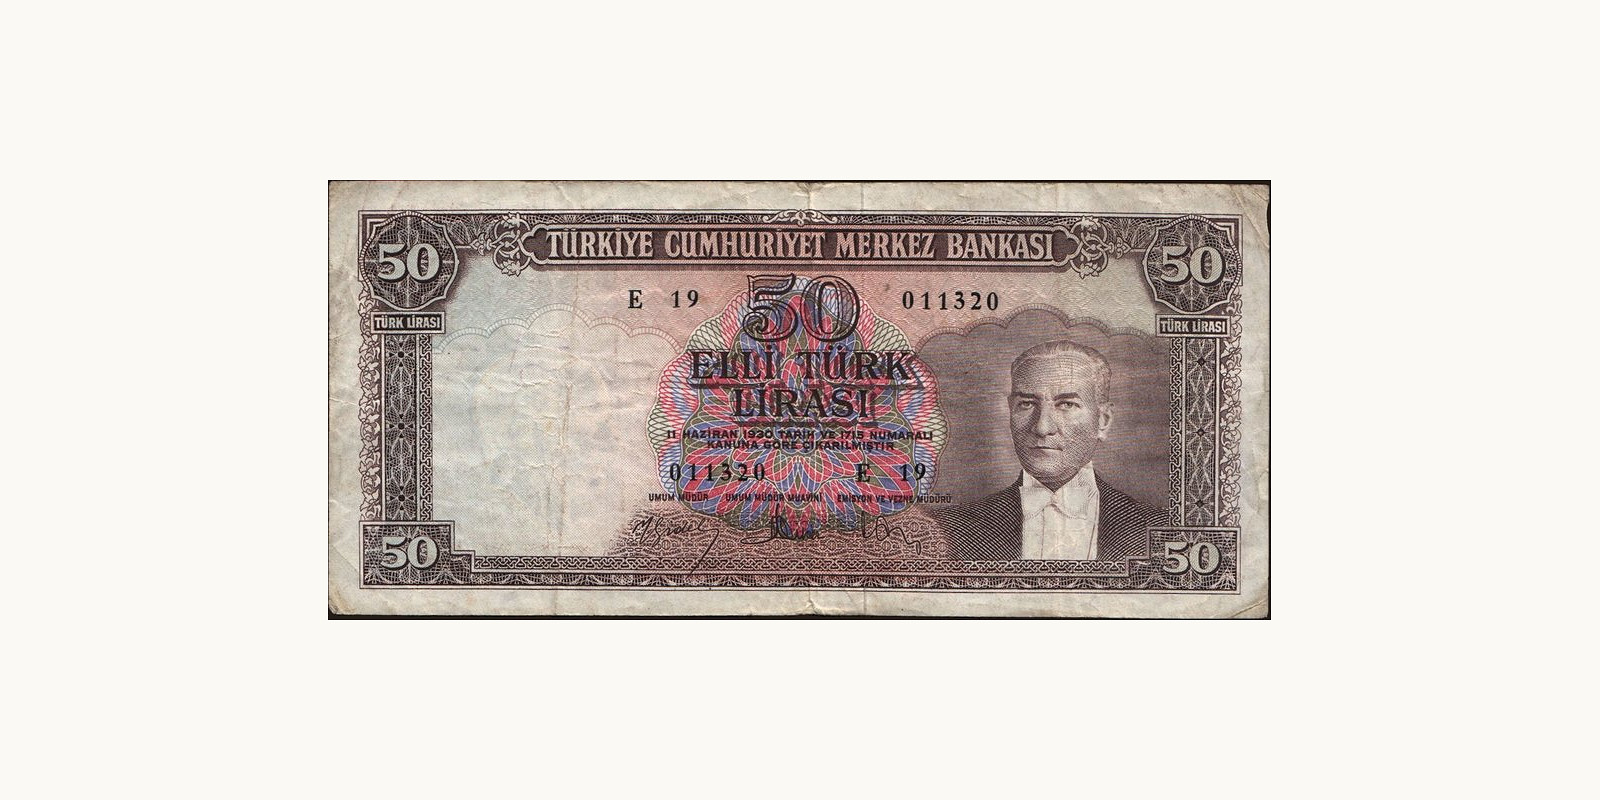 TÜRKİYE CUMHURİYET MERKEZ BANKASI
50 50
E 19 50 011320
TÜRK LİRASI TÜRK LİRASI
ELLİ TÜRK
LİRASI
11 HAZİRAN 1930 TARİH VE 1715 NUMARALI
KANUNA GÖRE ÇIKARILMIŞTIR
011320 E 19
UMUM MÜDÜR UMUM MÜDÜR MUAVİNİ EMİSYON VE VEZNE MÜDÜRÜ
50 50